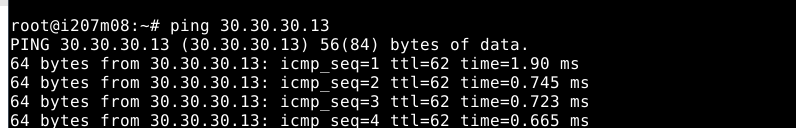 root@i207m08:~# ping 30.30.30.13
PING 30.30.30.13 (30.30.30.13) 56(84) bytes of data.
64 bytes from 30.30.30.13: icmp_seq=1 ttl=62 time=1.90 ms
64 bytes from 30.30.30.13: icmp_seq=2 ttl=62 time=0.745 ms
64 bytes from 30.30.30.13: icmp_seq=3 ttl=62 time=0.723 ms
64 bytes from 30.30.30.13: icmp_seq=4 ttl=62 time=0.665 ms